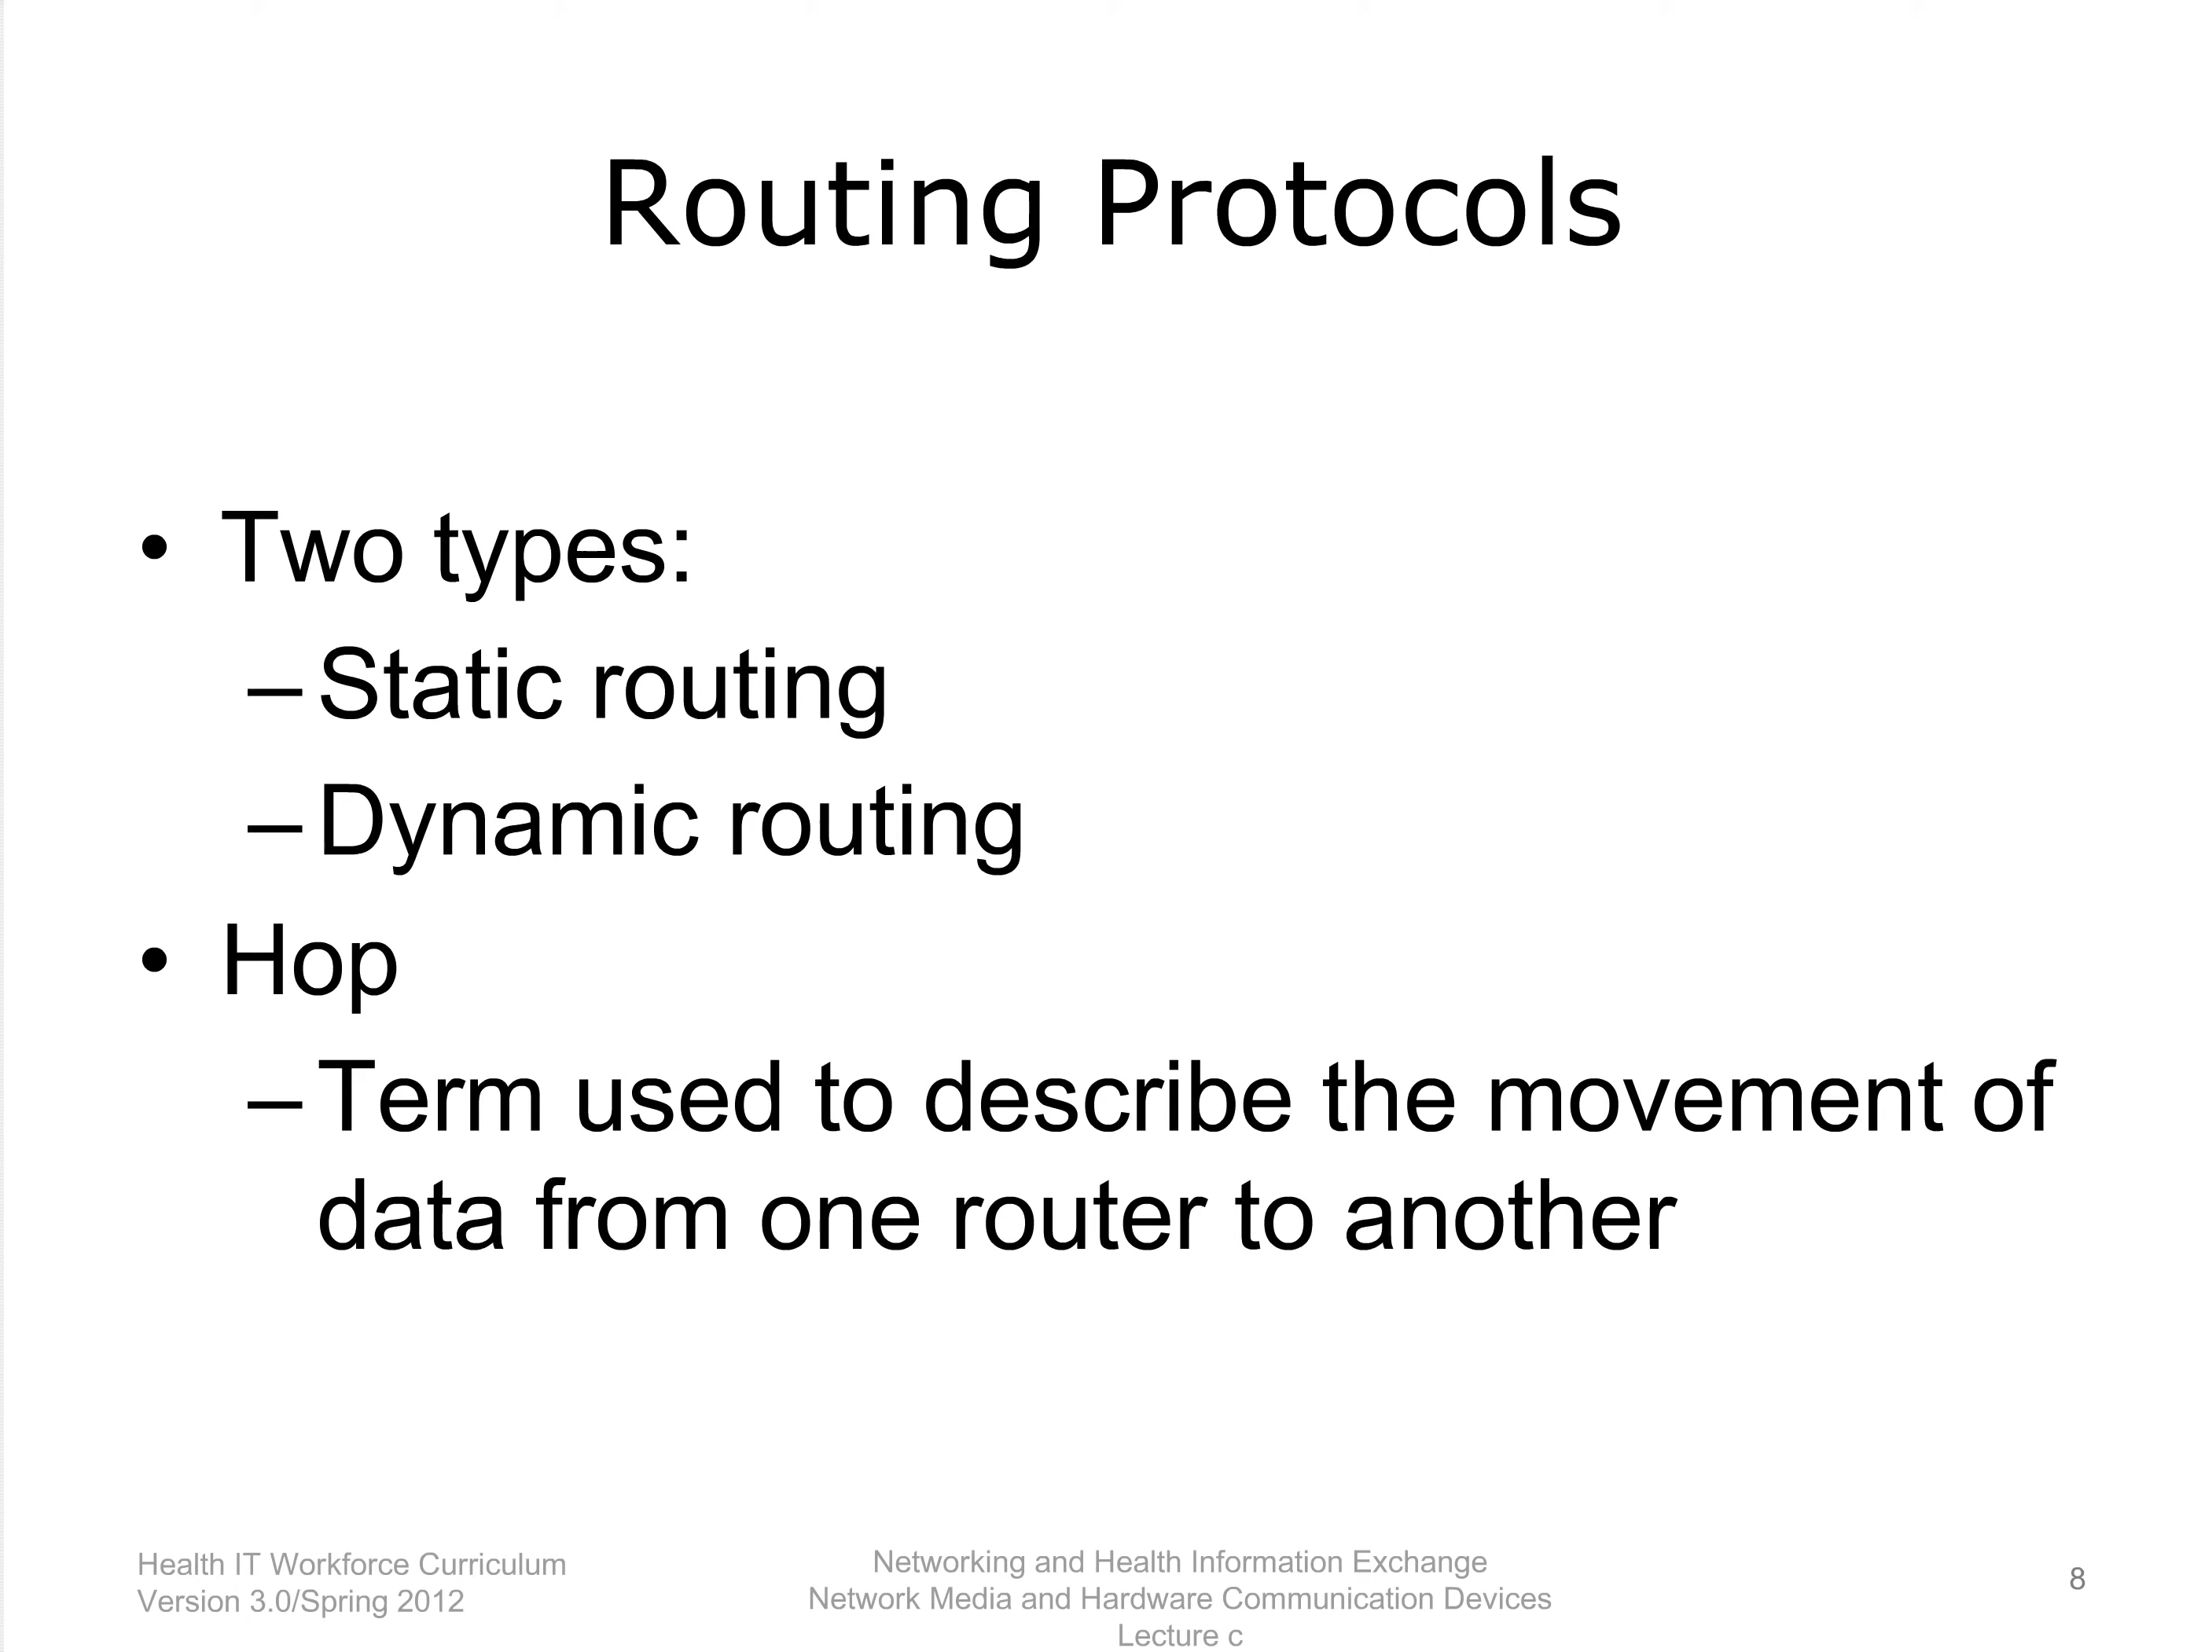 Routing Protocols
• Two types:
– Static routing
– Dynamic routing
• Hop
– Term used to describe the movement of
data from one router to another
Health IT Workforce Curriculum
Version 3.0/Spring 2012
Networking and Health Information Exchange
Network Media and Hardware Communication Devices
Lecture c
8